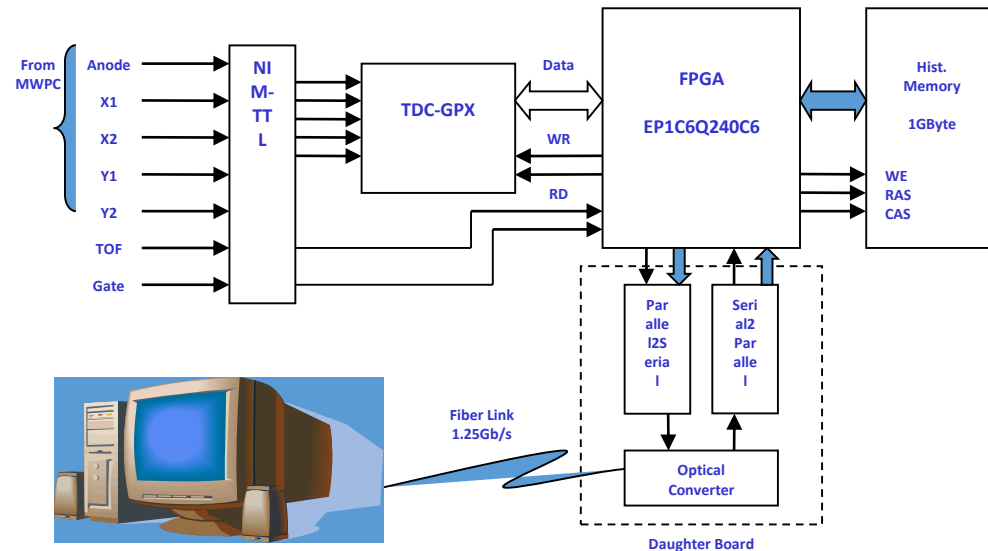 From
MWPC
Anode
X1
X2
Y1
Y2
TOF
Gate
NI
M-
TT
L
TDC-GPX
Data
WR
RD
FPGA
EP1C6Q240C6
Hist.
Memory
1GByte
WE
RAS
CAS
Par
alle
l2S
eria
l
Seri
al2
Par
alle
l
Fiber Link
1.25Gb/s
Optical
Converter
Daughter Board